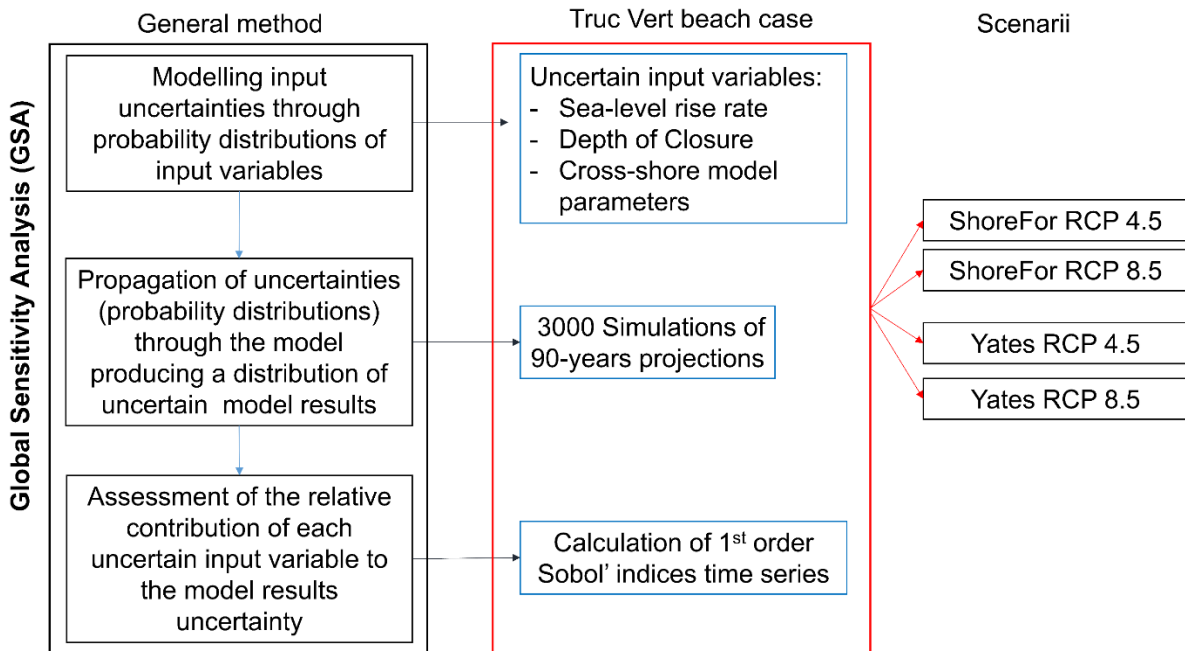 General method
Truc Vert beach case
Scenarii
Global Sensitivity Analysis (GSA)
Modelling input
uncertainties through
probability distributions of
input variables
Uncertain input variables:
- Sea-level rise rate
- Depth of Closure
- Cross-shore model
parameters
Propagation of uncertainties
(probability distributions)
through the model
producing a distribution of
uncertain model results
3000 Simulations of
90-years projections
Assessment of the relative
contribution of each
uncertain input variable to
the model results
uncertainty
Calculation of 1st order
Sobol’ indices time series
ShoreFor RCP 4.5
ShoreFor RCP 8.5
Yates RCP 4.5
Yates RCP 8.5